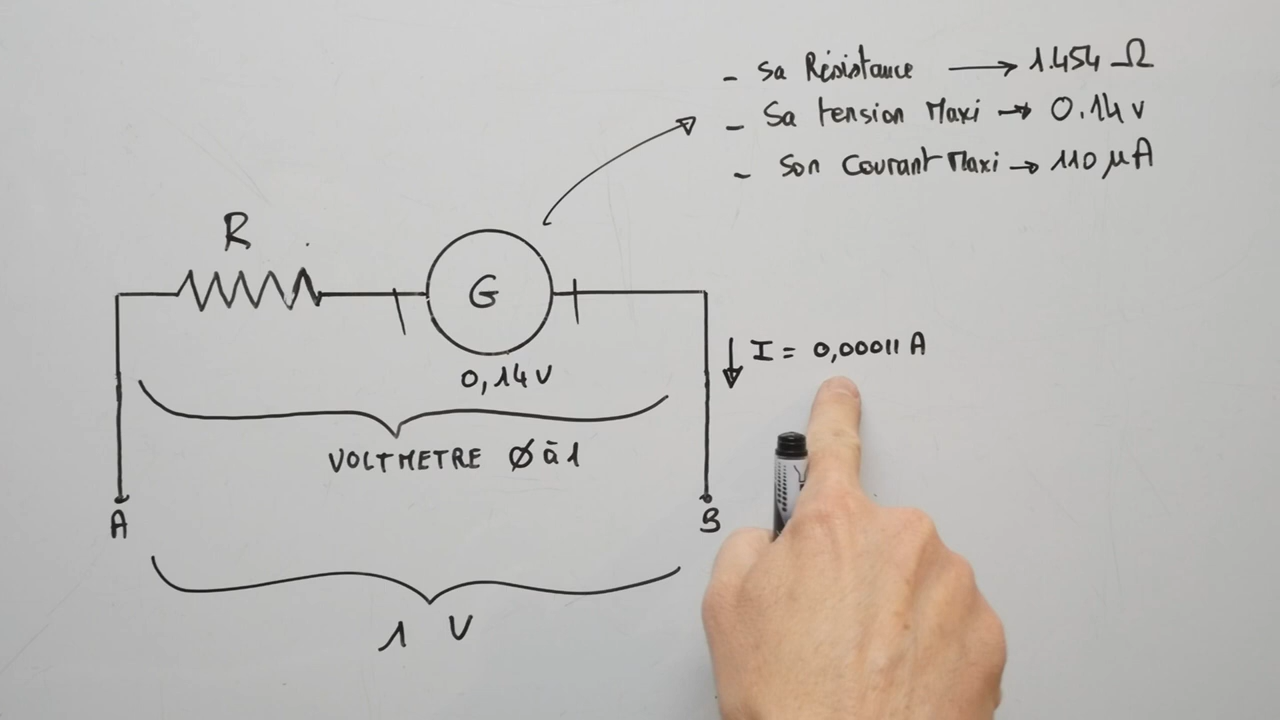 - Sa Résistance → 1.454 Ω
- Sa tension Maxi → 0.14 v
- Son Courant Maxi → 110 µA
R
G
I = 0,00011 A
0,14 V
VOLTMETRE Ø à 1
A
B
1 V